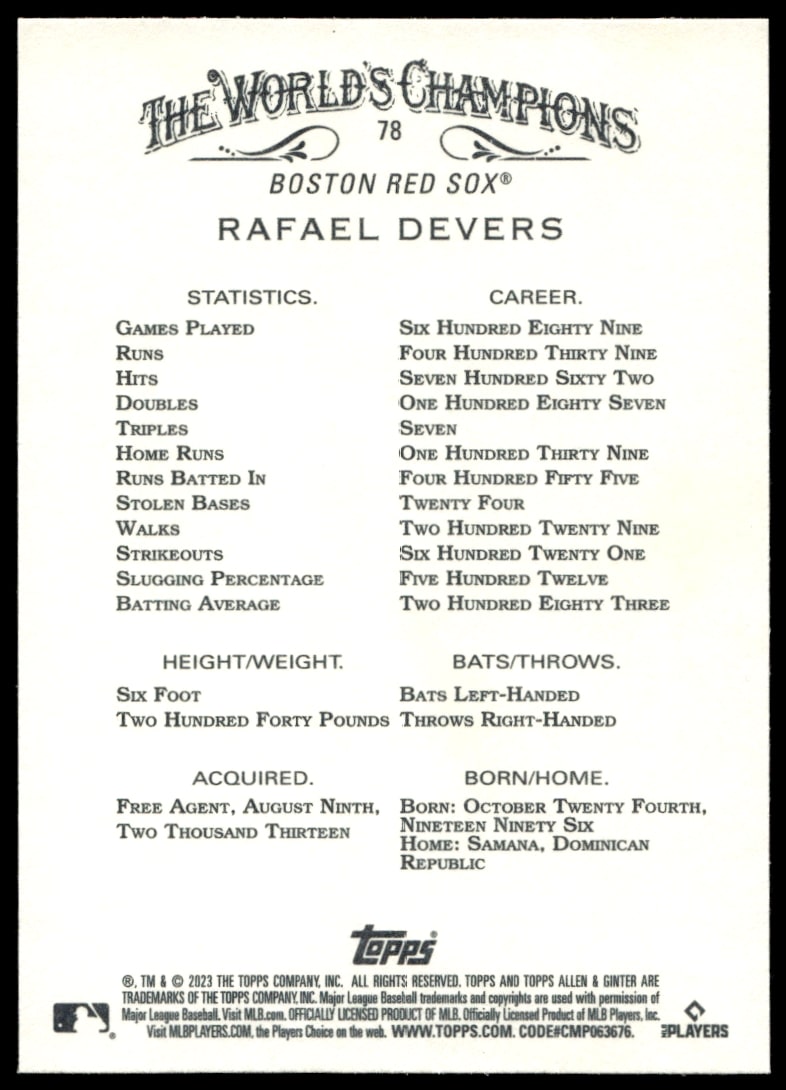 THE WORLD'S CHAMPIONS
78
BOSTON RED SOX®
RAFAEL DEVERS
STATISTICS. CAREER.
GAMES PLAYED SIX HUNDRED EIGHTY NINE
RUNS FOUR HUNDRED THIRTY NINE
HITS SEVEN HUNDRED SIXTY TWO
DOUBLES ONE HUNDRED EIGHTY SEVEN
TRIPLES SEVEN
HOME RUNS ONE HUNDRED THIRTY NINE
RUNS BATTED IN FOUR HUNDRED FIFTY FIVE
STOLEN BASES TWENTY FOUR
WALKS TWO HUNDRED TWENTY NINE
STRIKEOUTS SIX HUNDRED TWENTY ONE
SLUGGING PERCENTAGE FIVE HUNDRED TWELVE
BATTING AVERAGE TWO HUNDRED EIGHTY THREE
HEIGHT/WEIGHT. BATS/THROWS.
SIX FOOT BATS LEFT-HANDED
TWO HUNDRED FORTY POUNDS THROWS RIGHT-HANDED
ACQUIRED.
FREE AGENT, AUGUST NINTH,
TWO THOUSAND THIRTEEN
BORN/HOME.
BORN: OCTOBER TWENTY FOURTH,
NINETEEN NINETY SIX
HOME: SAMANA, DOMINICAN
REPUBLIC
TOPPS®
®, TM & © 2023 THE TOPPS COMPANY, INC. ALL RIGHTS RESERVED. TOPPS AND TOPPS ALLEN & GINTER ARE
TRADEMARKS OF THE TOPPS COMPANY, INC. Major League Baseball trademarks and copyrights are used with permission of
Major League Baseball. Visit MLB.com. OFFICIALLY LICENSED PRODUCT OF MLB. Officially Licensed Product of MLB Players, Inc.
Visit MLBPLAYERS.COM, the Players Choice on the web. WWW.TOPPS.COM. CODE#CMP063676.
MLB PLAYERS